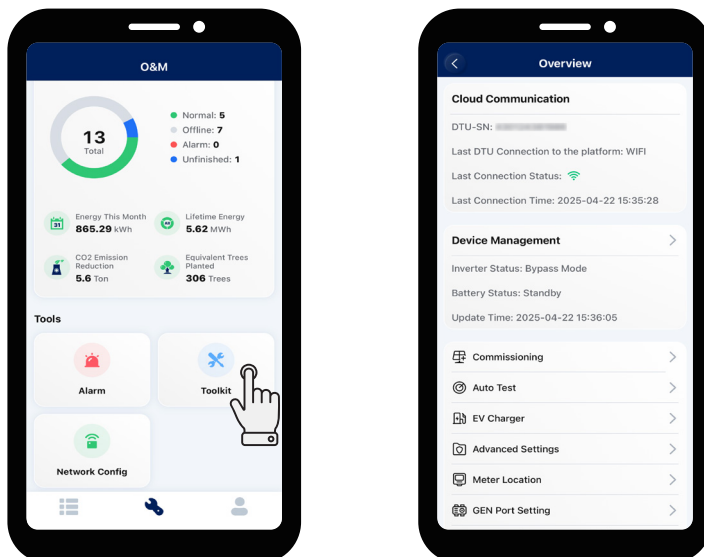 O&M
13
Total
Normal: 5
Offline: 7
Alarm: 0
Unfinished: 1
31
Energy This Month
865.29 kWh
Lifetime Energy
5.62 MWh
CO2 Emission
Reduction
5.6 Ton
Equivalent Trees
Planted
306 Trees
Tools
Alarm
Toolkit
Network Config
Overview
Cloud Communication
DTU-SN:
Last DTU Connection to the platform: WIFI
Last Connection Status:
Last Connection Time: 2025-04-22 15:35:28
Device Management
Inverter Status: Bypass Mode
Battery Status: Standby
Update Time: 2025-04-22 15:36:05
Commissioning
Auto Test
EV Charger
Advanced Settings
Meter Location
GEN Port Setting